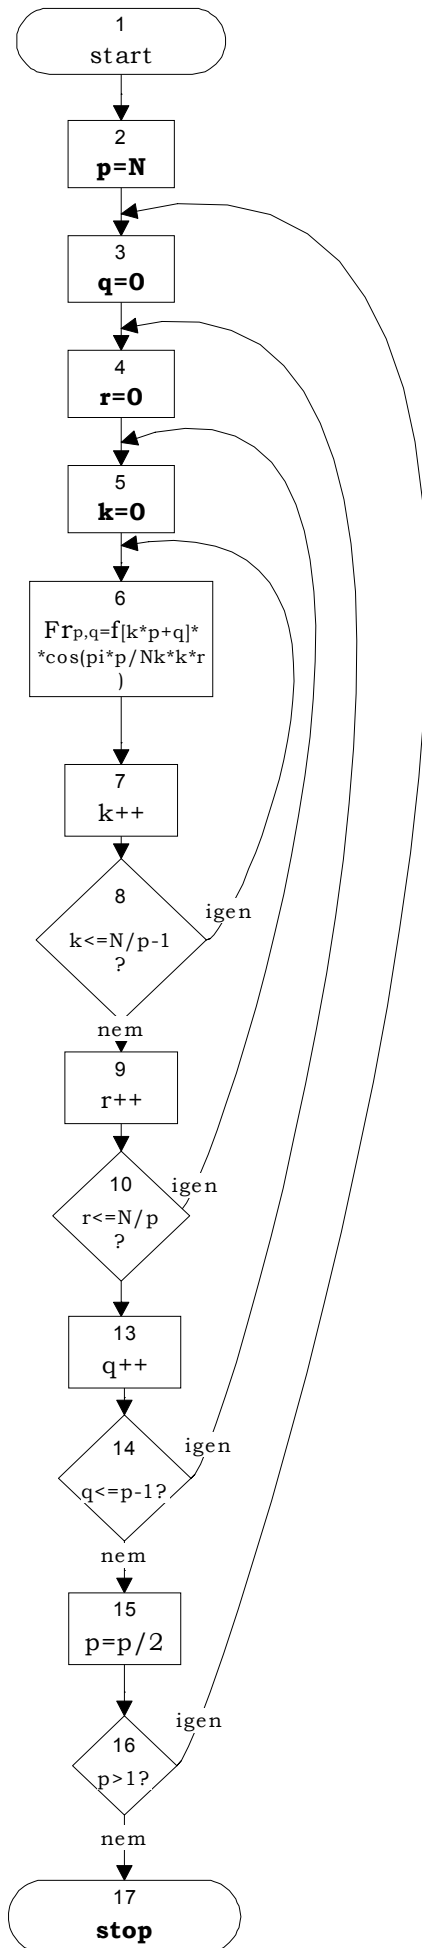 1
start
2
p=N
3
q=0
4
r=0
5
k=0
6
Frp,q=f[k*p+q]*
*cos(pi*p/Nk*k*r
)
7
k++
8
igen
k<=N/p-1
?
nem
9
r++
10
igen
r<=N/p
?
13
q++
14
igen
q<=p-1?
nem
15
p=p/2
16
igen
p>1?
nem
17
stop